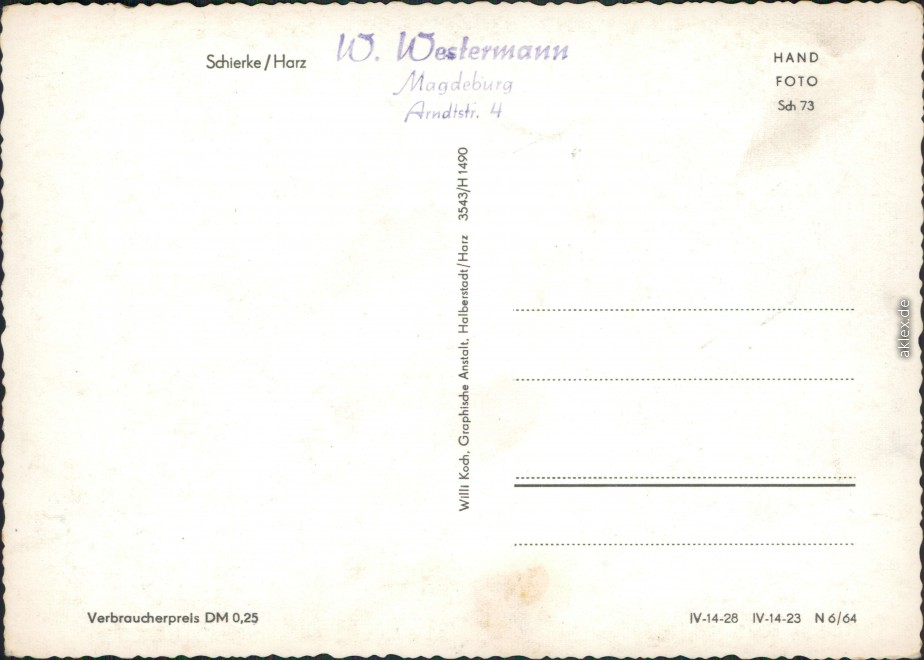 Schierke/Harz
W. Westermann
Magdeburg
Arndtstr. 4
HAND
FOTO
Sch 73
Willi Koch, Graphische Anstalt, Halberstadt/Harz 3543/H 1490
aklex.de
Verbraucherpreis DM 0,25
IV-14-28 IV-14-23 N 6/64